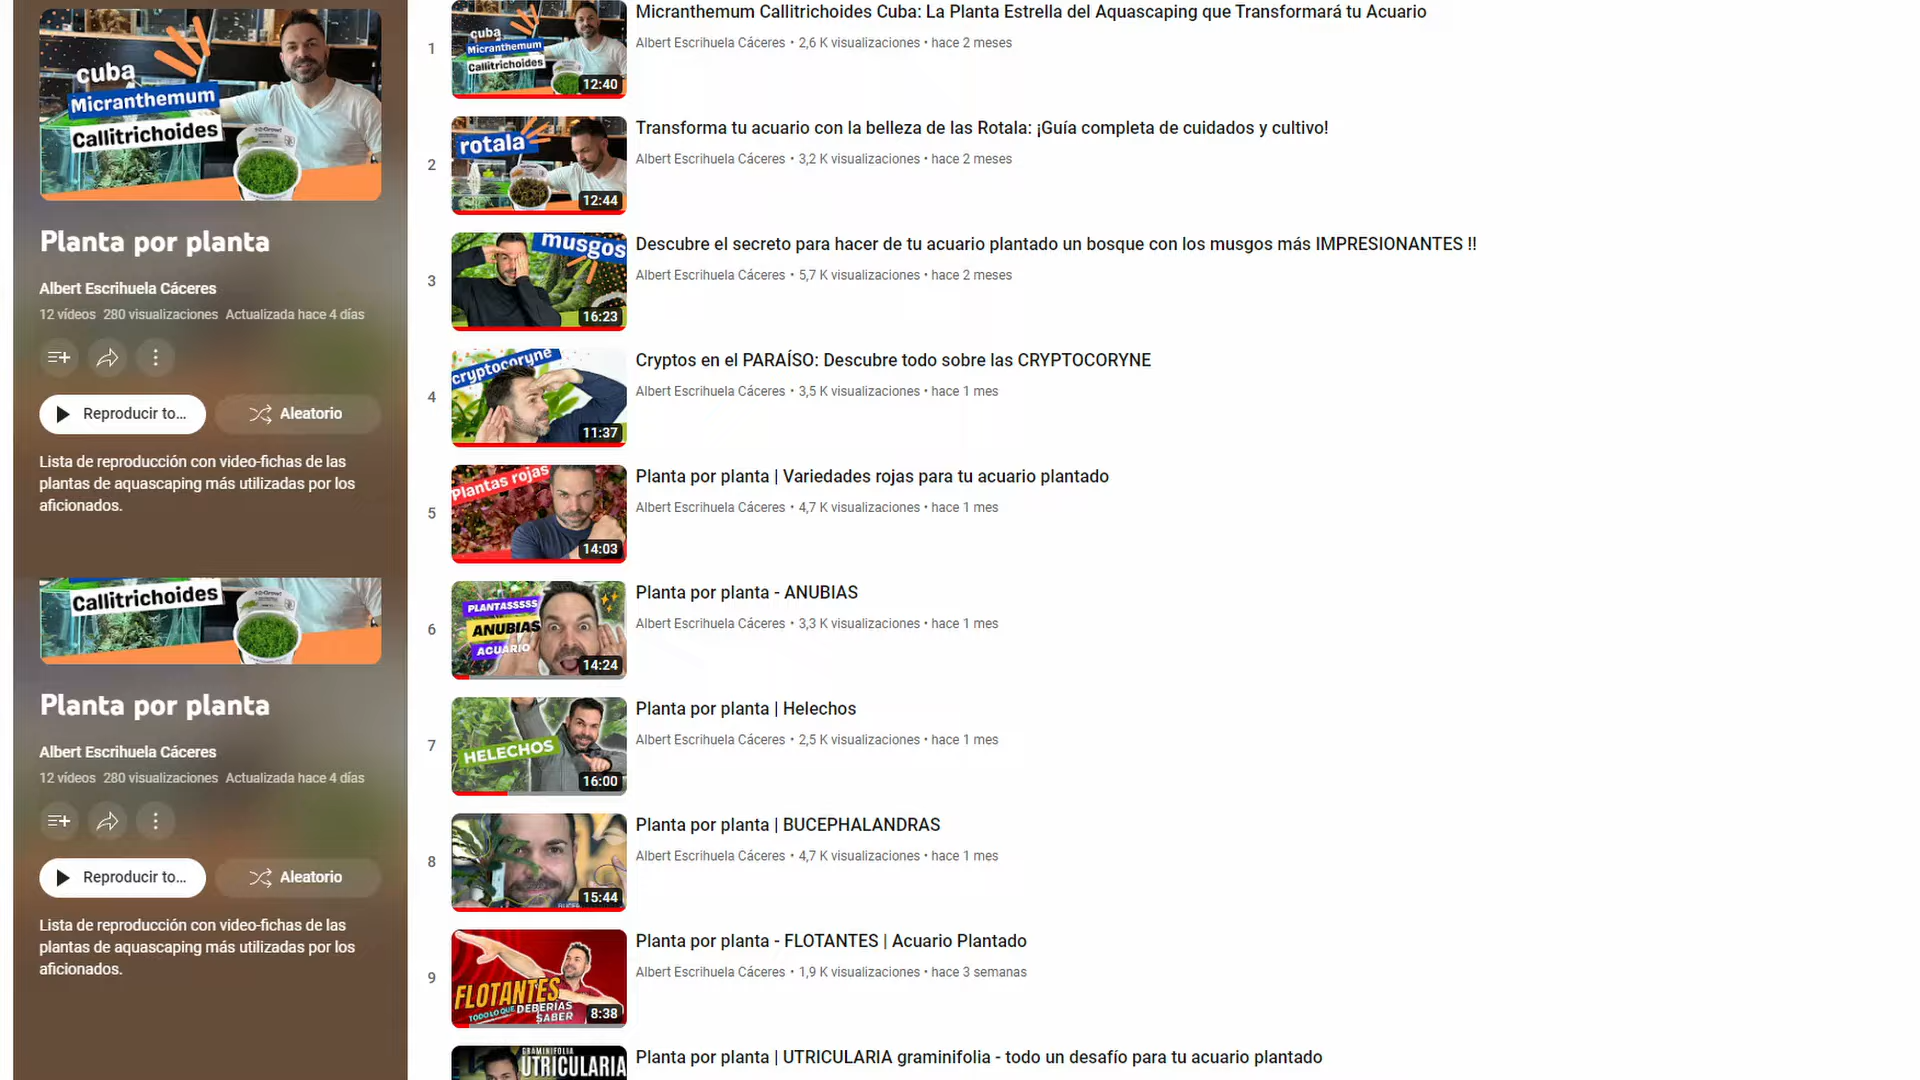 cuba
Micranthemum
Callitrichoides
Planta por planta
Albert Escrihuela Cáceres
12 vídeos 280 visualizaciones Actualizada hace 4 días
Reproducir to...
Aleatorio
Lista de reproducción con video-fichas de las
plantas de aquascaping más utilizadas por los
aficionados.
Callitrichoides
Planta por planta
Albert Escrihuela Cáceres
12 vídeos 280 visualizaciones Actualizada hace 4 días
Reproducir to...
Aleatorio
Lista de reproducción con video-fichas de las
plantas de aquascaping más utilizadas por los
aficionados.
1
cuba
Micranthemum
Callitrichoides
12:40
Micranthemum Callitrichoides Cuba: La Planta Estrella del Aquascaping que Transformará tu Acuario
Albert Escrihuela Cáceres • 2,6 K visualizaciones • hace 2 meses
2
rotala
12:44
Transforma tu acuario con la belleza de las Rotala: ¡Guía completa de cuidados y cultivo!
Albert Escrihuela Cáceres • 3,2 K visualizaciones • hace 2 meses
3
musgos
16:23
Descubre el secreto para hacer de tu acuario plantado un bosque con los musgos más IMPRESIONANTES !!
Albert Escrihuela Cáceres • 5,7 K visualizaciones • hace 2 meses
4
cryptocoryne
11:37
Cryptos en el PARAÍSO: Descubre todo sobre las CRYPTOCORYNE
Albert Escrihuela Cáceres • 3,5 K visualizaciones • hace 1 mes
5
Plantas rojas
14:03
Planta por planta | Variedades rojas para tu acuario plantado
Albert Escrihuela Cáceres • 4,7 K visualizaciones • hace 1 mes
6
PLANTASSSSS
ANUBIAS
ACUARIO
14:24
Planta por planta - ANUBIAS
Albert Escrihuela Cáceres • 3,3 K visualizaciones • hace 1 mes
7
HELECHOS
16:00
Planta por planta | Helechos
Albert Escrihuela Cáceres • 2,5 K visualizaciones • hace 1 mes
8
15:44
Planta por planta | BUCEPHALANDRAS
Albert Escrihuela Cáceres • 4,7 K visualizaciones • hace 1 mes
9
FLOTANTES
TODO LO QUE DEBERÍAS
SABER
8:38
Planta por planta - FLOTANTES | Acuario Plantado
Albert Escrihuela Cáceres • 1,9 K visualizaciones • hace 3 semanas
GRAMINIFOLIA
UTRICULARIA
Planta por planta | UTRICULARIA graminifolia - todo un desafío para tu acuario plantado